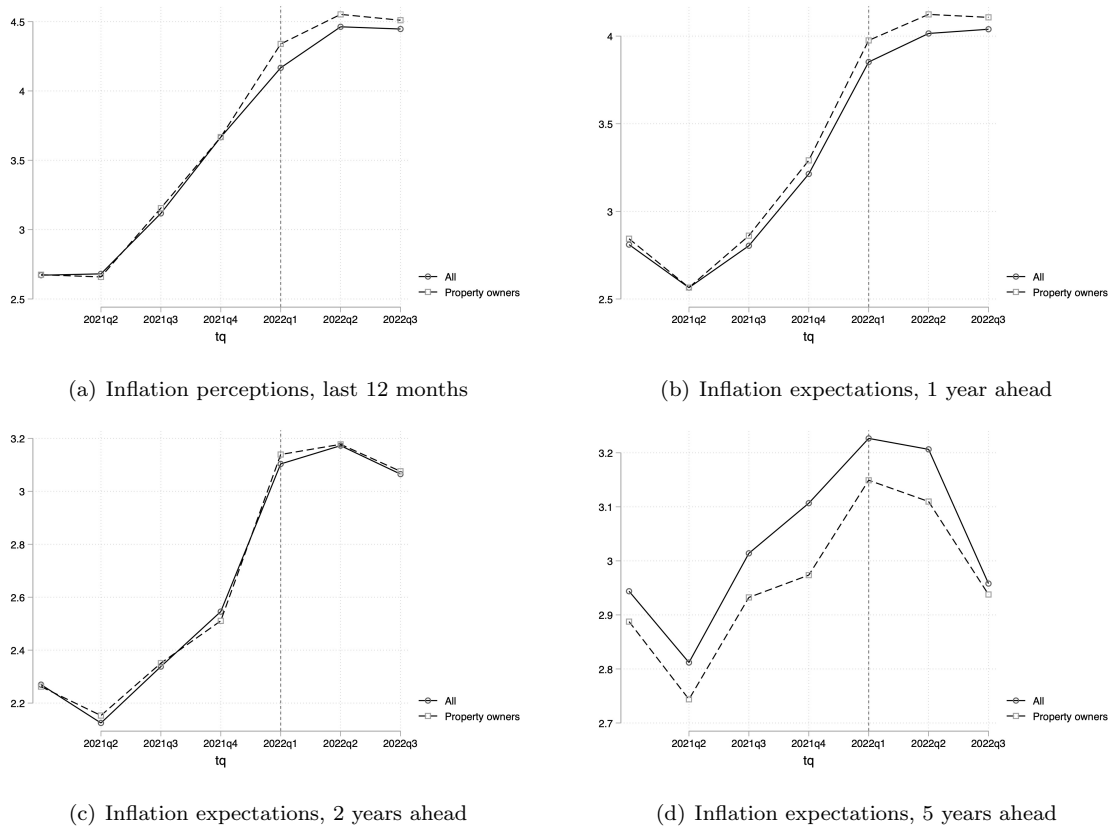 4.5
4
3.5
3
2.5
2021q2 2021q3 2021q4 2022q1 2022q2 2022q3
tq
All
Property owners
(a) Inflation perceptions, last 12 months
4
3.5
3
2.5
2021q2 2021q3 2021q4 2022q1 2022q2 2022q3
tq
All
Property owners
(b) Inflation expectations, 1 year ahead
3.2
3
2.8
2.6
2.4
2.2
2021q2 2021q3 2021q4 2022q1 2022q2 2022q3
tq
All
Property owners
(c) Inflation expectations, 2 years ahead
3.2
3.1
3
2.9
2.8
2.7
2021q2 2021q3 2021q4 2022q1 2022q2 2022q3
tq
All
Property owners
(d) Inflation expectations, 5 years ahead